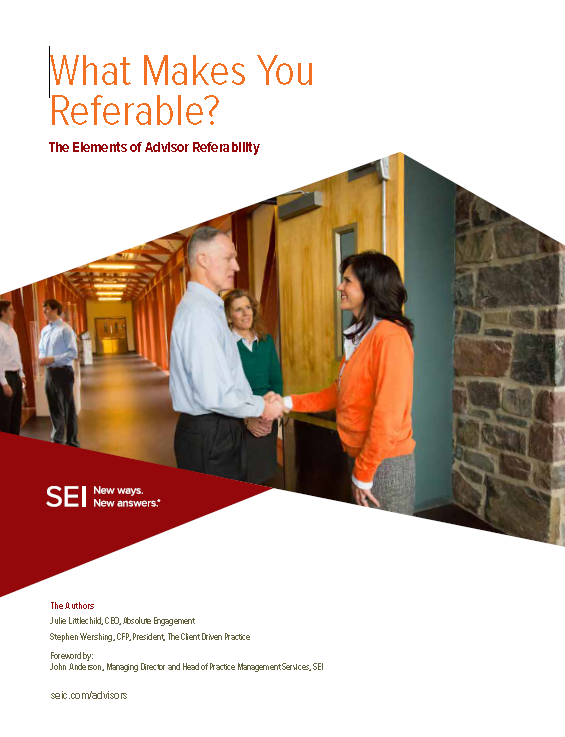 What Makes You
Referable?
The Elements of Advisor Referability
SEI New ways.
New answers.®
The Authors
Julie Littlechild, CEO, Absolute Engagement
Stephen Wershing, CFP, President, The Client Driven Practice
Foreword by:
John Anderson, Managing Director and Head of Practice Management Services, SEI
seic.com/advisors